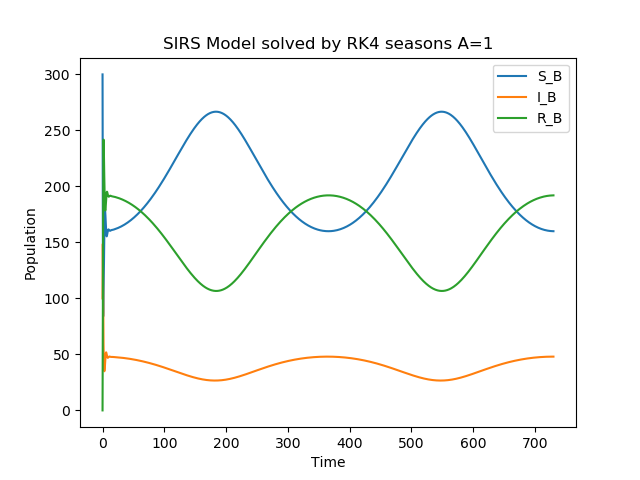 SIRS Model solved by RK4 seasons A=1
S_B
I_B
R_B
300
250
200
150
100
50
0
Population
0 100 200 300 400 500 600 700
Time